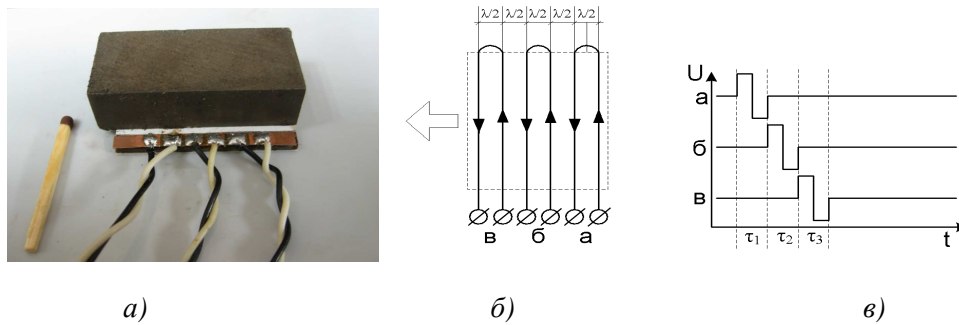 λ/2 λ/2 λ/2 λ/2 λ/2
в б а
U
а
б
в
τ1 τ2 τ3
t
а) б) в)